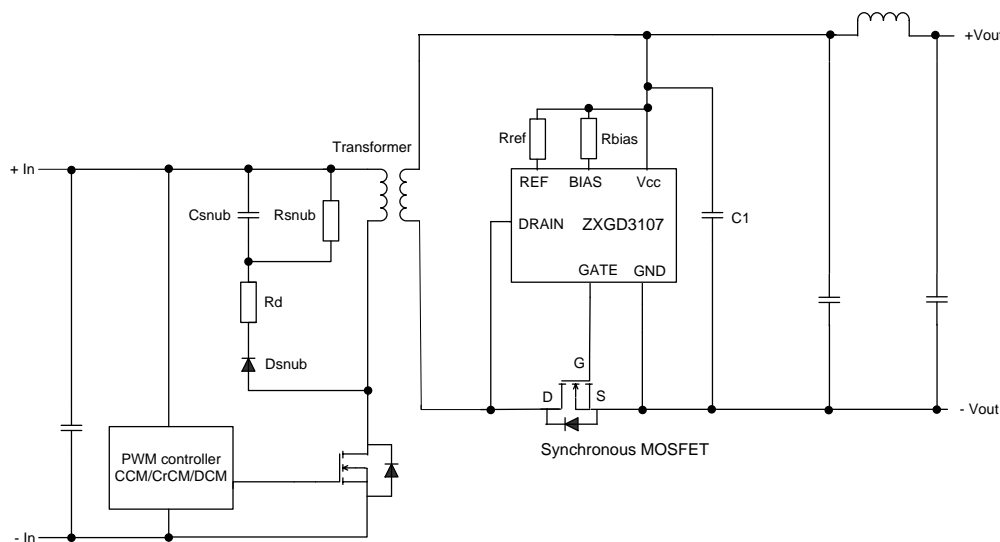 +Vout
Rref
Rbias
Transformer
+ In
REF
BIAS
Vcc
Csnub
Rsnub
DRAIN
ZXGD3107
C1
GATE
GND
Rd
G
Dsnub
D
S
- Vout
Synchronous MOSFET
PWM controller
CCM/CrCM/DCM
- In